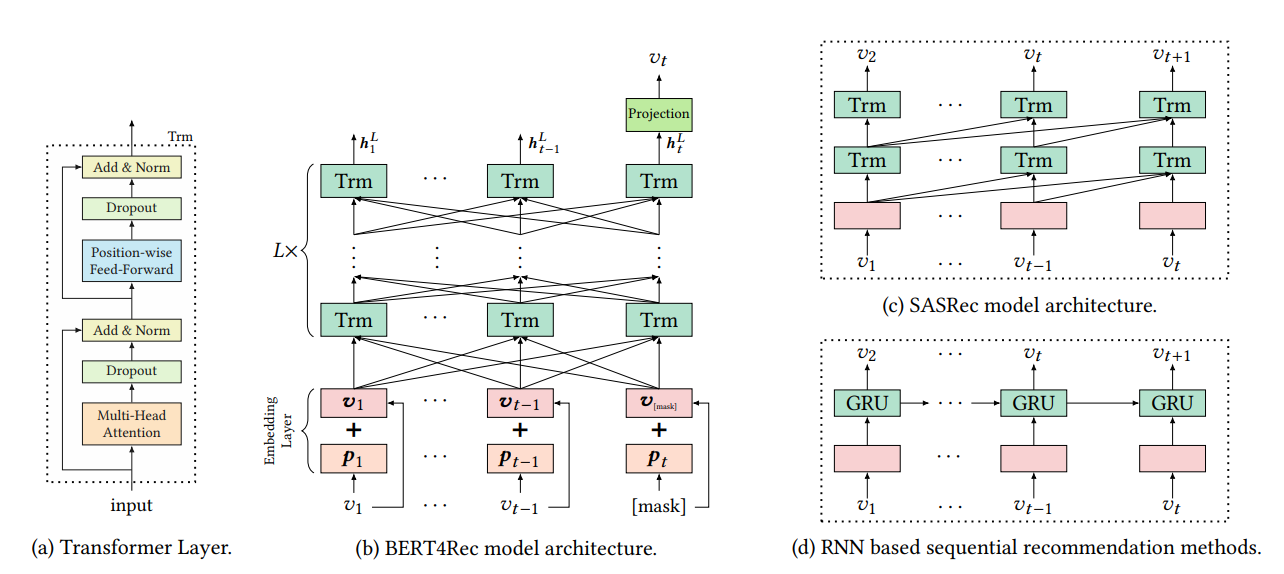 Trm
Add & Norm
Dropout
Position-wise
Feed-Forward
Add & Norm
Dropout
Multi-Head
Attention
input
(a) Transformer Layer.
v_t
Projection
h_1^L h_{t−1}^L h_t^L
Trm ··· Trm Trm
L×
Trm ··· Trm Trm
Embedding
Layer
v_1 ··· v_{t−1} v_[mask]
+ + +
p_1 ··· p_{t−1} p_t
v_1 ··· v_{t−1} [mask]
(b) BERT4Rec model architecture.
v_2 v_t v_{t+1}
Trm ··· Trm Trm
Trm ··· Trm Trm
···
v_1 ··· v_{t−1} v_t
(c) SASRec model architecture.
v_2 ··· v_t v_{t+1}
GRU ··· GRU GRU
···
v_1 ··· v_{t−1} v_t
(d) RNN based sequential recommendation methods.